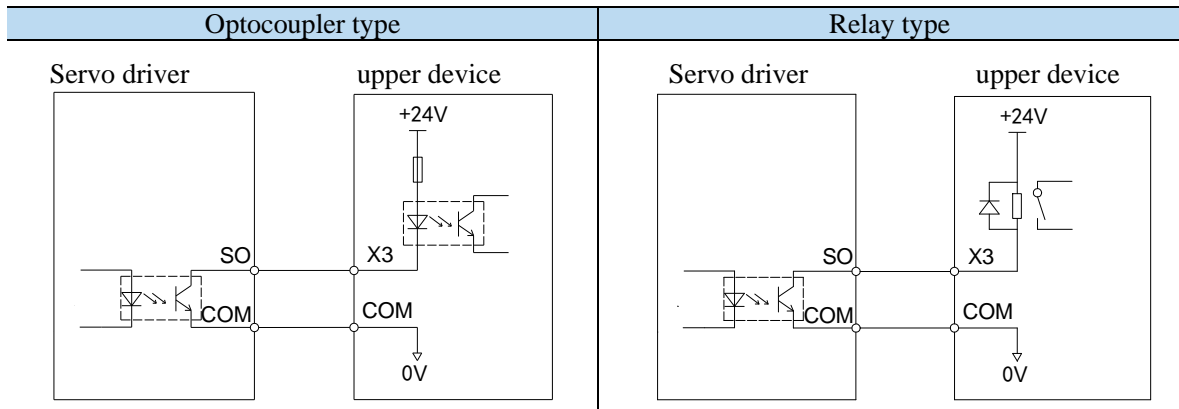 Optocoupler type
Relay type
Servo driver
upper device
+24V
SO
X3
COM
COM
0V
Servo driver
upper device
+24V
SO
X3
COM
COM
0V